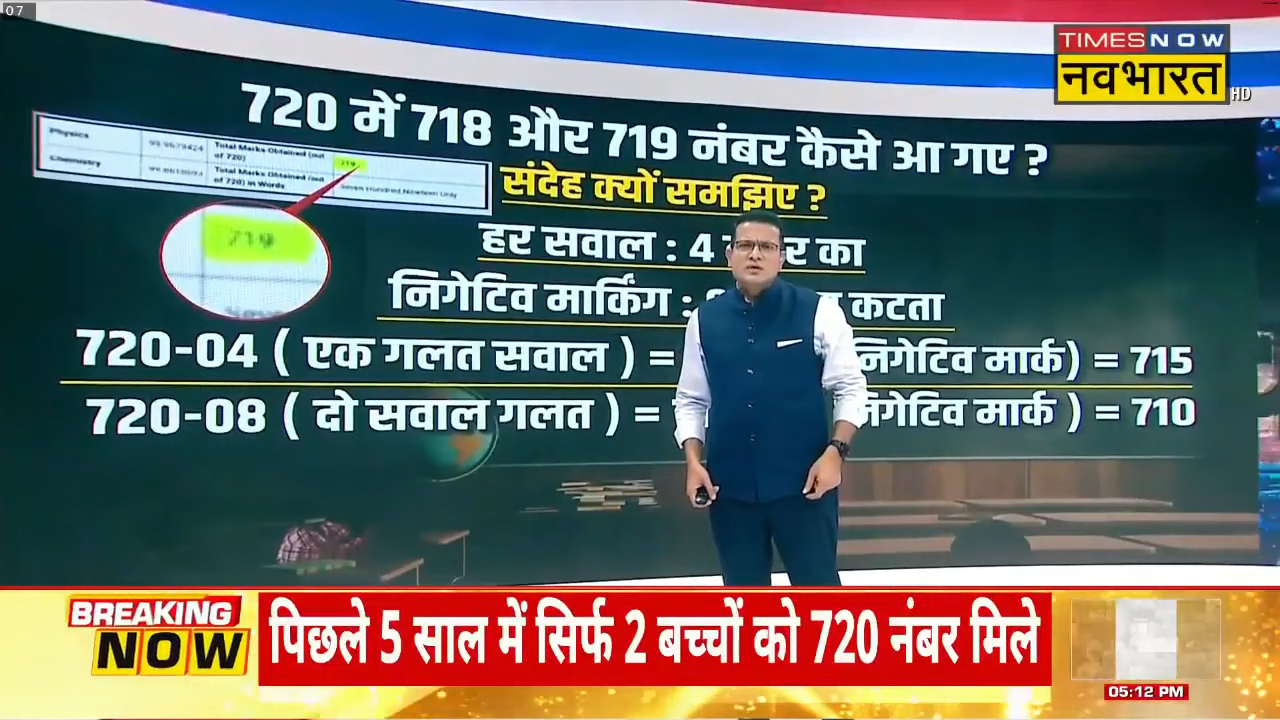 07
TIMES NOW
नवभारत
HD
720 में 718 और 719 नंबर कैसे आ गए ?
संदेह क्यों समझिए ?
Physics
Total Marks Obtained (out of 720)
719
Chemistry
Total Marks Obtained (out of 720) in Words
Seven Hundred Nineteen Only
719
हर सवाल : 4 का
निगेटिव मार्किंग : कटता
720-04 ( एक गलत सवाल ) = निगेटिव मार्क) = 715
720-08 ( दो सवाल गलत ) = निगेटिव मार्क ) = 710
BREAKING
NOW
पिछले 5 साल में सिर्फ 2 बच्चों को 720 नंबर मिले
05:12 PM